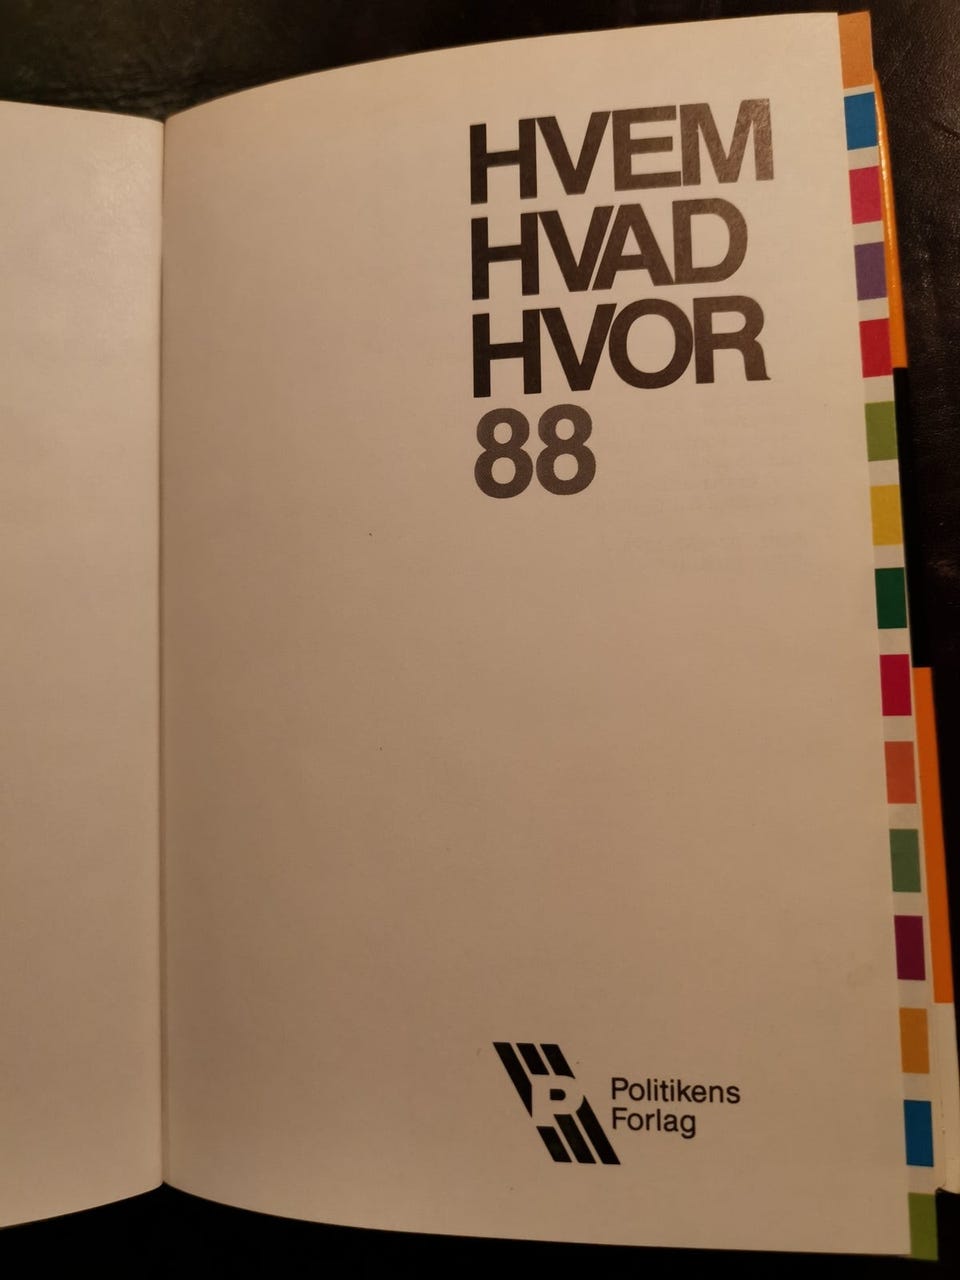 HVEM
HVAD
HVOR
88
P
Politikens
Forlag